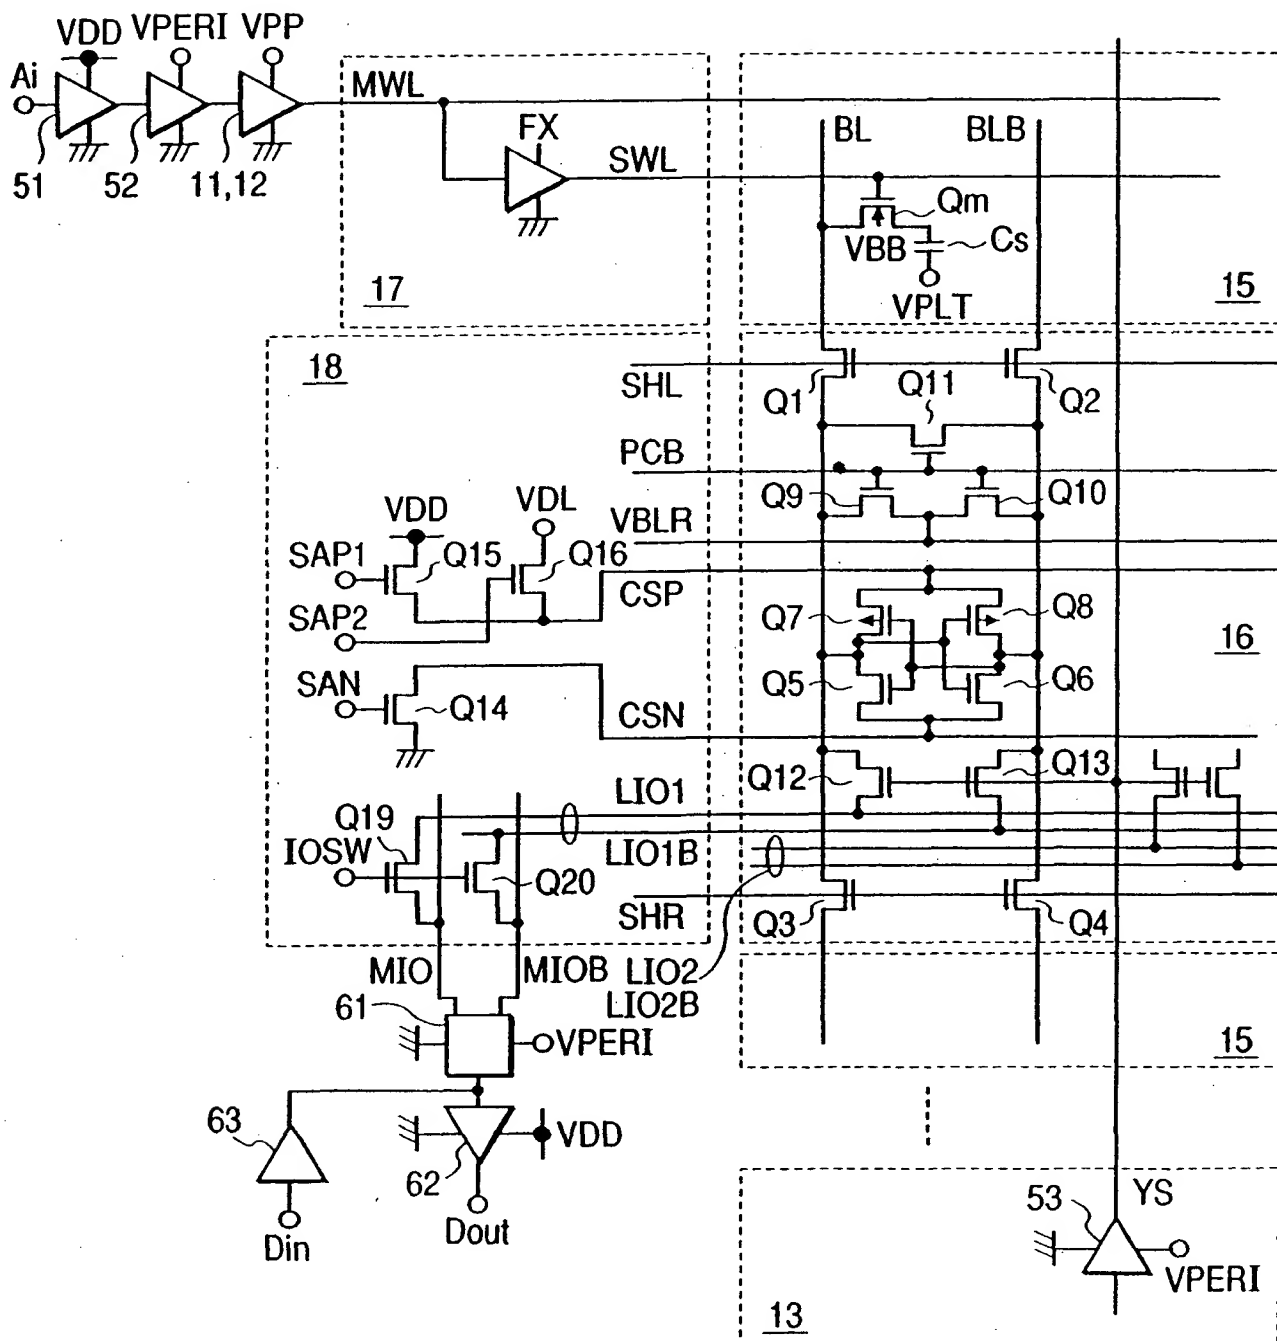 VDD VPERI VPP
Ai
51 52 11,12
MWL
FX
SWL
17
BL BLB
Qm
VBB Cs
VPLT
15
18
SHL
Q1 Q11 Q2
PCB
Q9 Q10
VBLR
VDD VDL
SAP1 Q15 Q16
CSP
SAP2
Q7 Q8
16
SAN
Q14
Q5 Q6
CSN
Q12 Q13
LIO1
Q19
IOSW
LIO1B
Q20
SHR
Q3 Q4
MIO MIOB LIO2
LIO2B
61
VPERI
15
63
VDD
62
Din
Dout
53 YS
VPERI
13